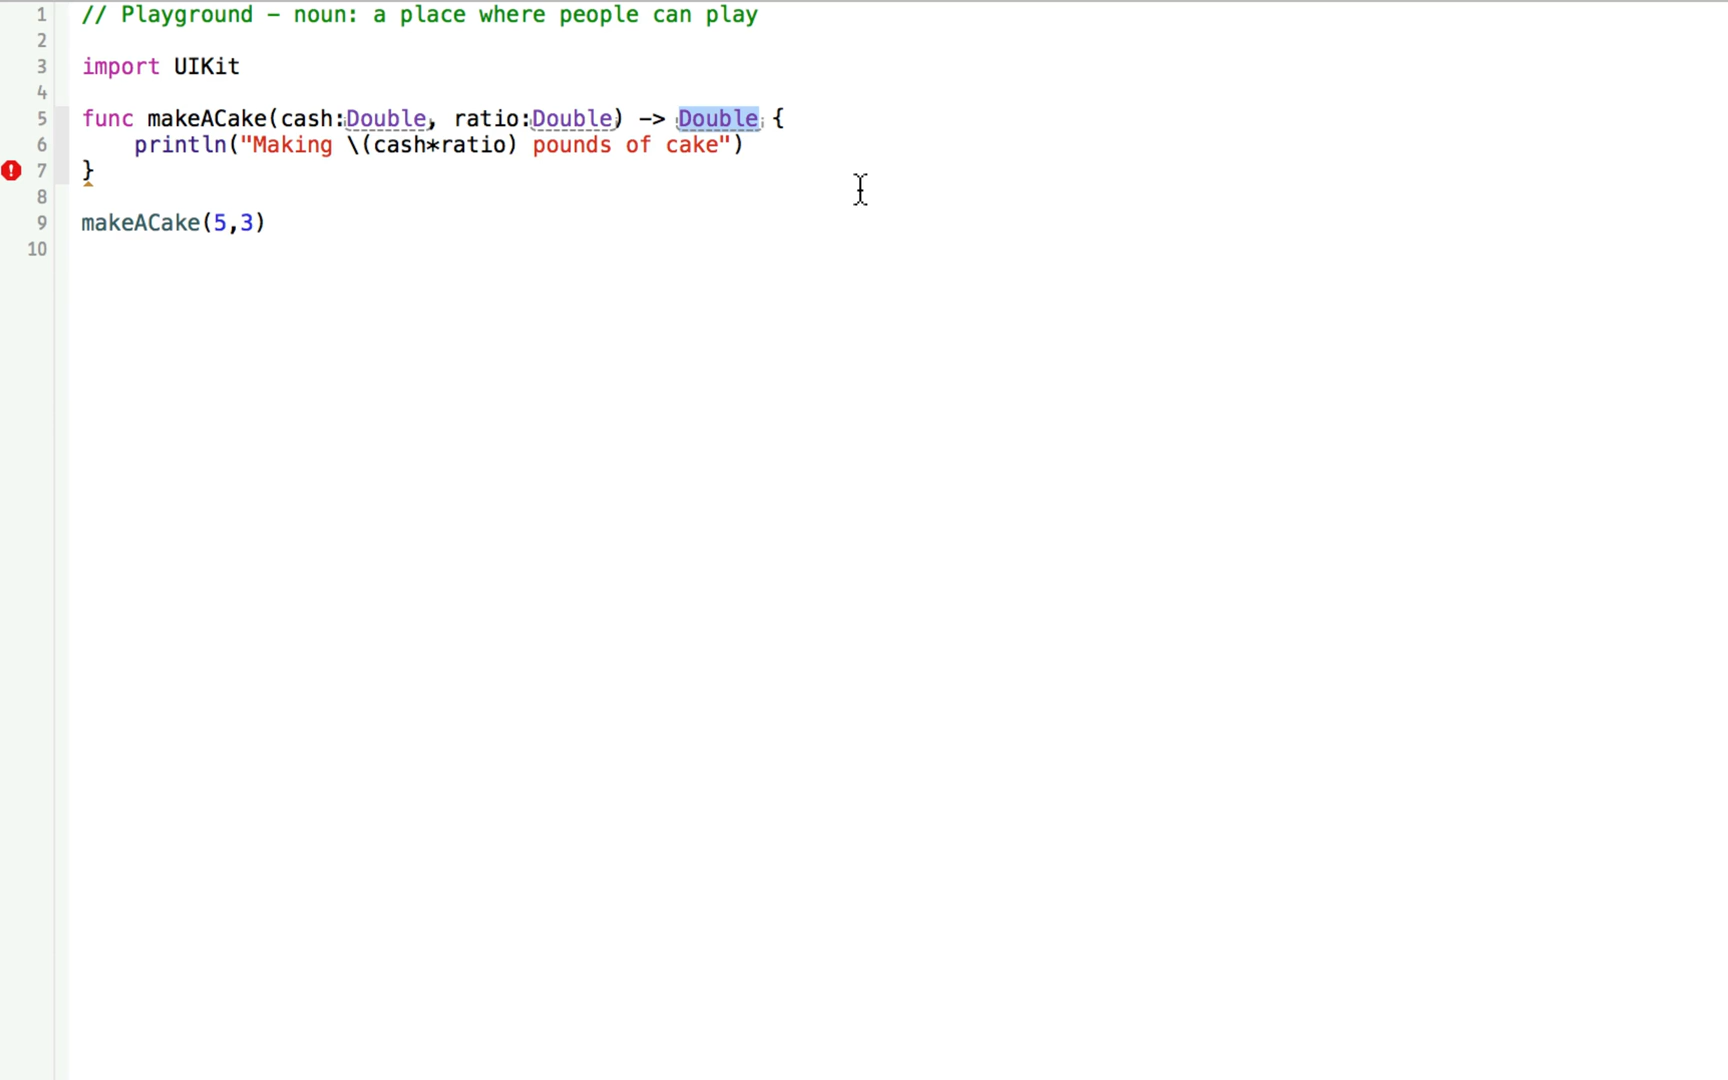 1 // Playground – noun: a place where people can play
2
3 import UIKit
4
5 func makeACake(cash:Double, ratio:Double) -> Double {
6 println("Making \(cash*ratio) pounds of cake")
7 }
8
9 makeACake(5,3)
10